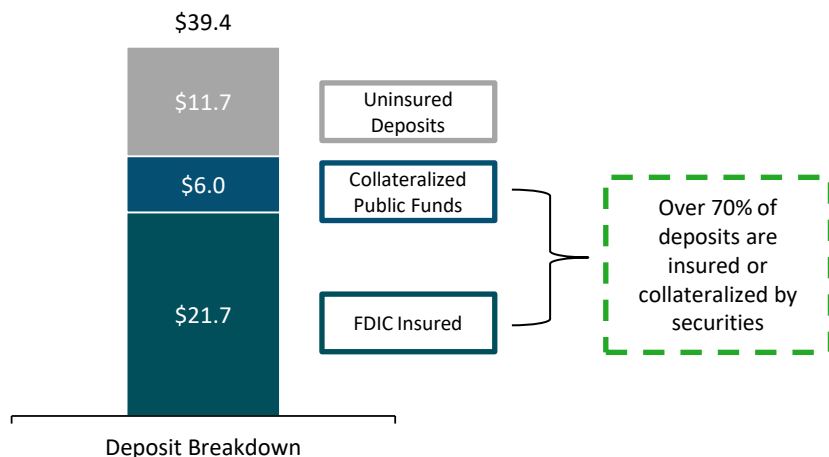 $39.4
$11.7
Uninsured
Deposits
$6.0
Collateralized
Public Funds
Over 70% of
deposits are
insured or
collateralized by
securities
$21.7
FDIC Insured
Deposit Breakdown